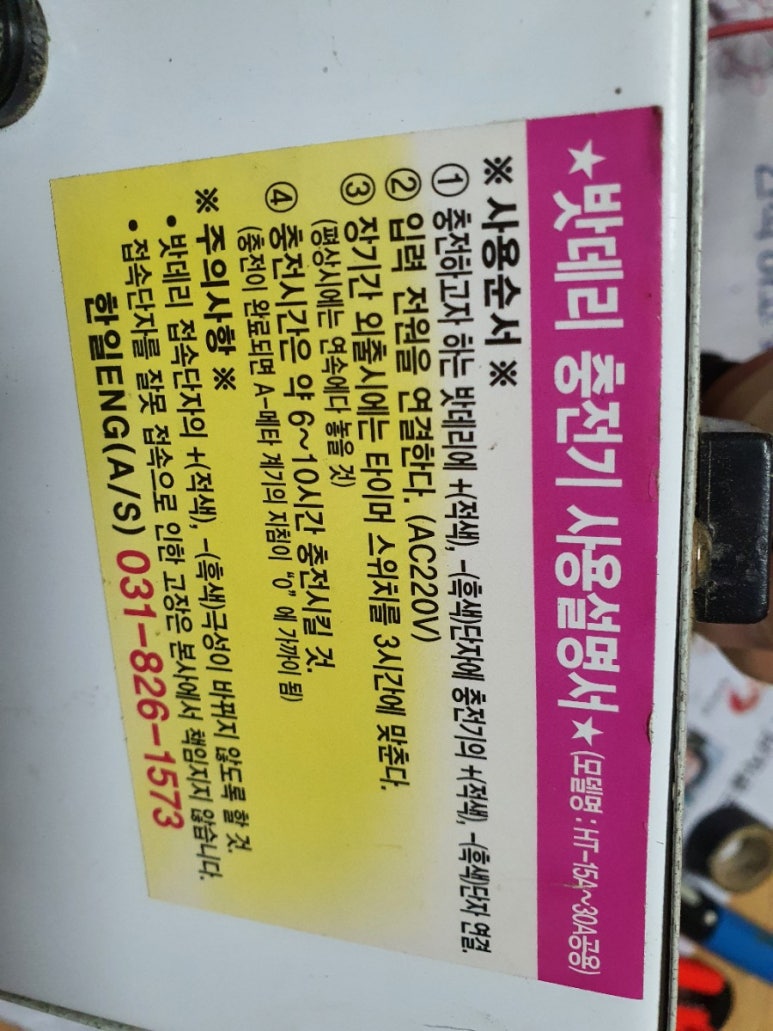 ★밧데리 충전기 사용설명서★(모델명 : HT-15A~30A공용)
※ 사용순서 ※
① 충전하고자 하는 밧데리에 +(적색), -(흑색)단자에 충전기의 +(적색), -(흑색)단자 연결.
② 입력 전원을 연결한다. (AC220V)
③ 장기간 외출시에는 타이머 스위치를 3시간에 맞춘다.
(평상시에는 연속에다 놓을 것)
④ 충전시간은 약 6~10시간 충전시킬 것.
(충전이 완료되면 A-메타 계기의 지침이 "0" 에 가까이 됨)
※ 주의사항 ※
• 밧데리 접속단자의 +(적색), -(흑색)극성이 바뀌지 않도록 할 것.
• 접속단자를 잘못 접속으로 인한 고장은 본사에서 책임지지 않습니다.
한일ENG(A/S) 031-826-1573